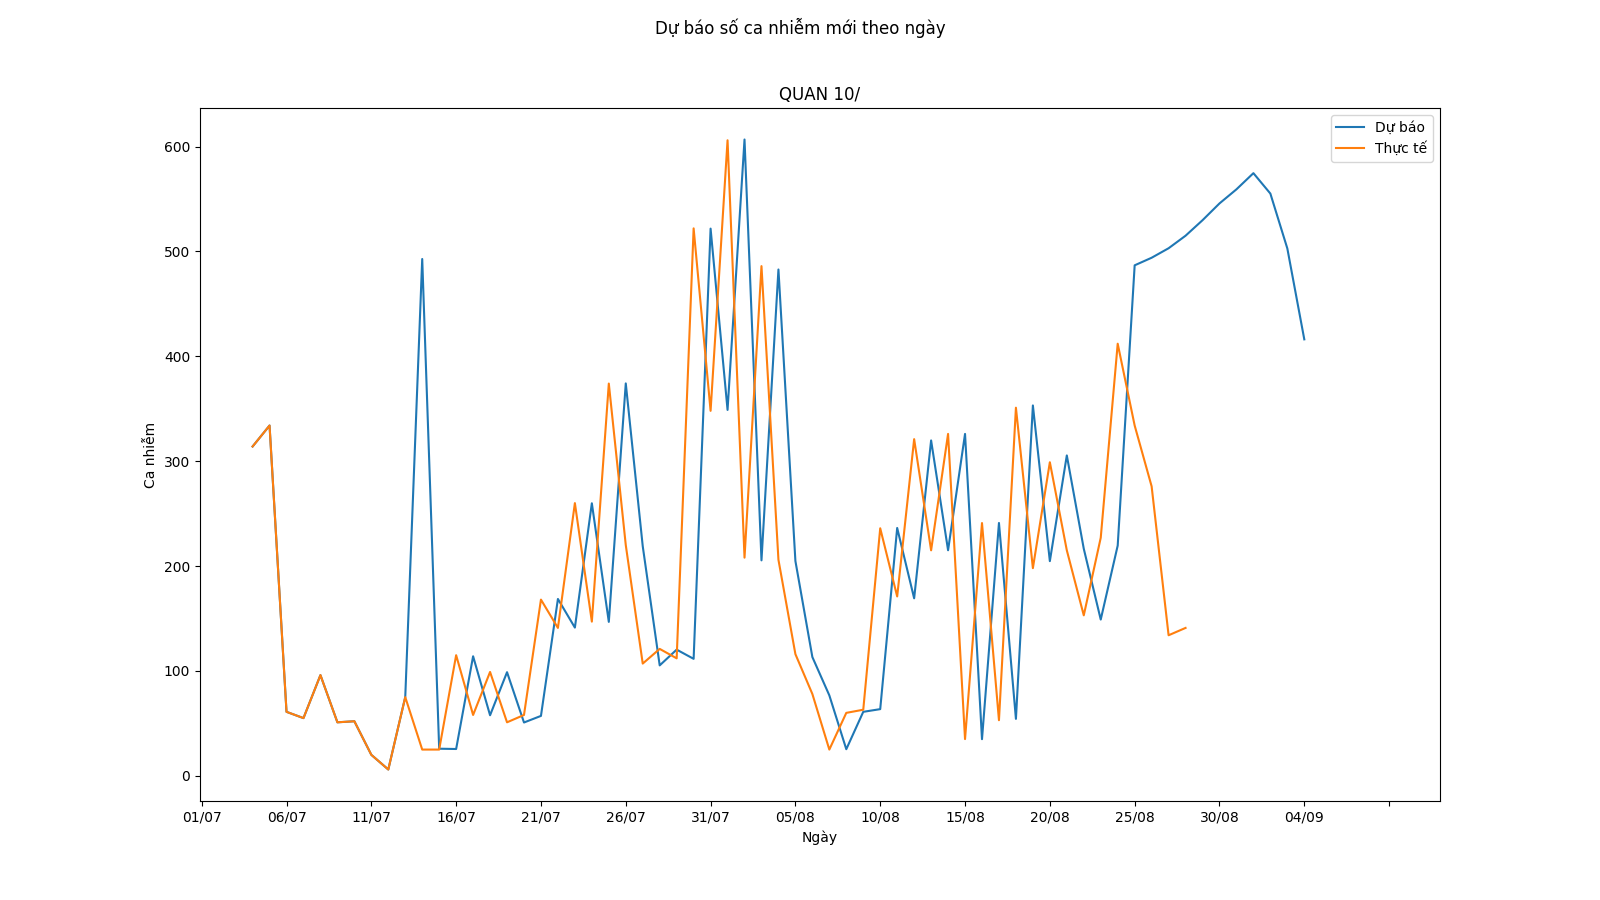 Dự báo số ca nhiễm mới theo ngày
QUAN 10/
Dự báo
Thực tế
600
500
400
300
200
100
0
Ca nhiễm
01/07 06/07 11/07 16/07 21/07 26/07 31/07 05/08 10/08 15/08 20/08 25/08 30/08 04/09
Ngày